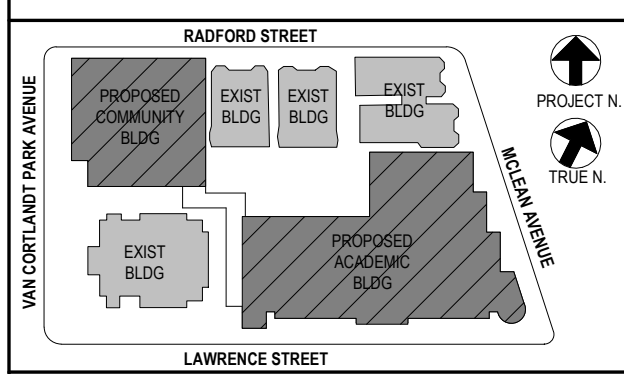 RADFORD STREET
VAN CORTLANDT PARK AVENUE
PROPOSED
COMMUNITY
BLDG
EXIST
BLDG
EXIST
BLDG
EXIST
BLDG
PROJECT N.
TRUE N.
MCLEAN AVENUE
EXIST
BLDG
PROPOSED
ACADEMIC
BLDG
LAWRENCE STREET